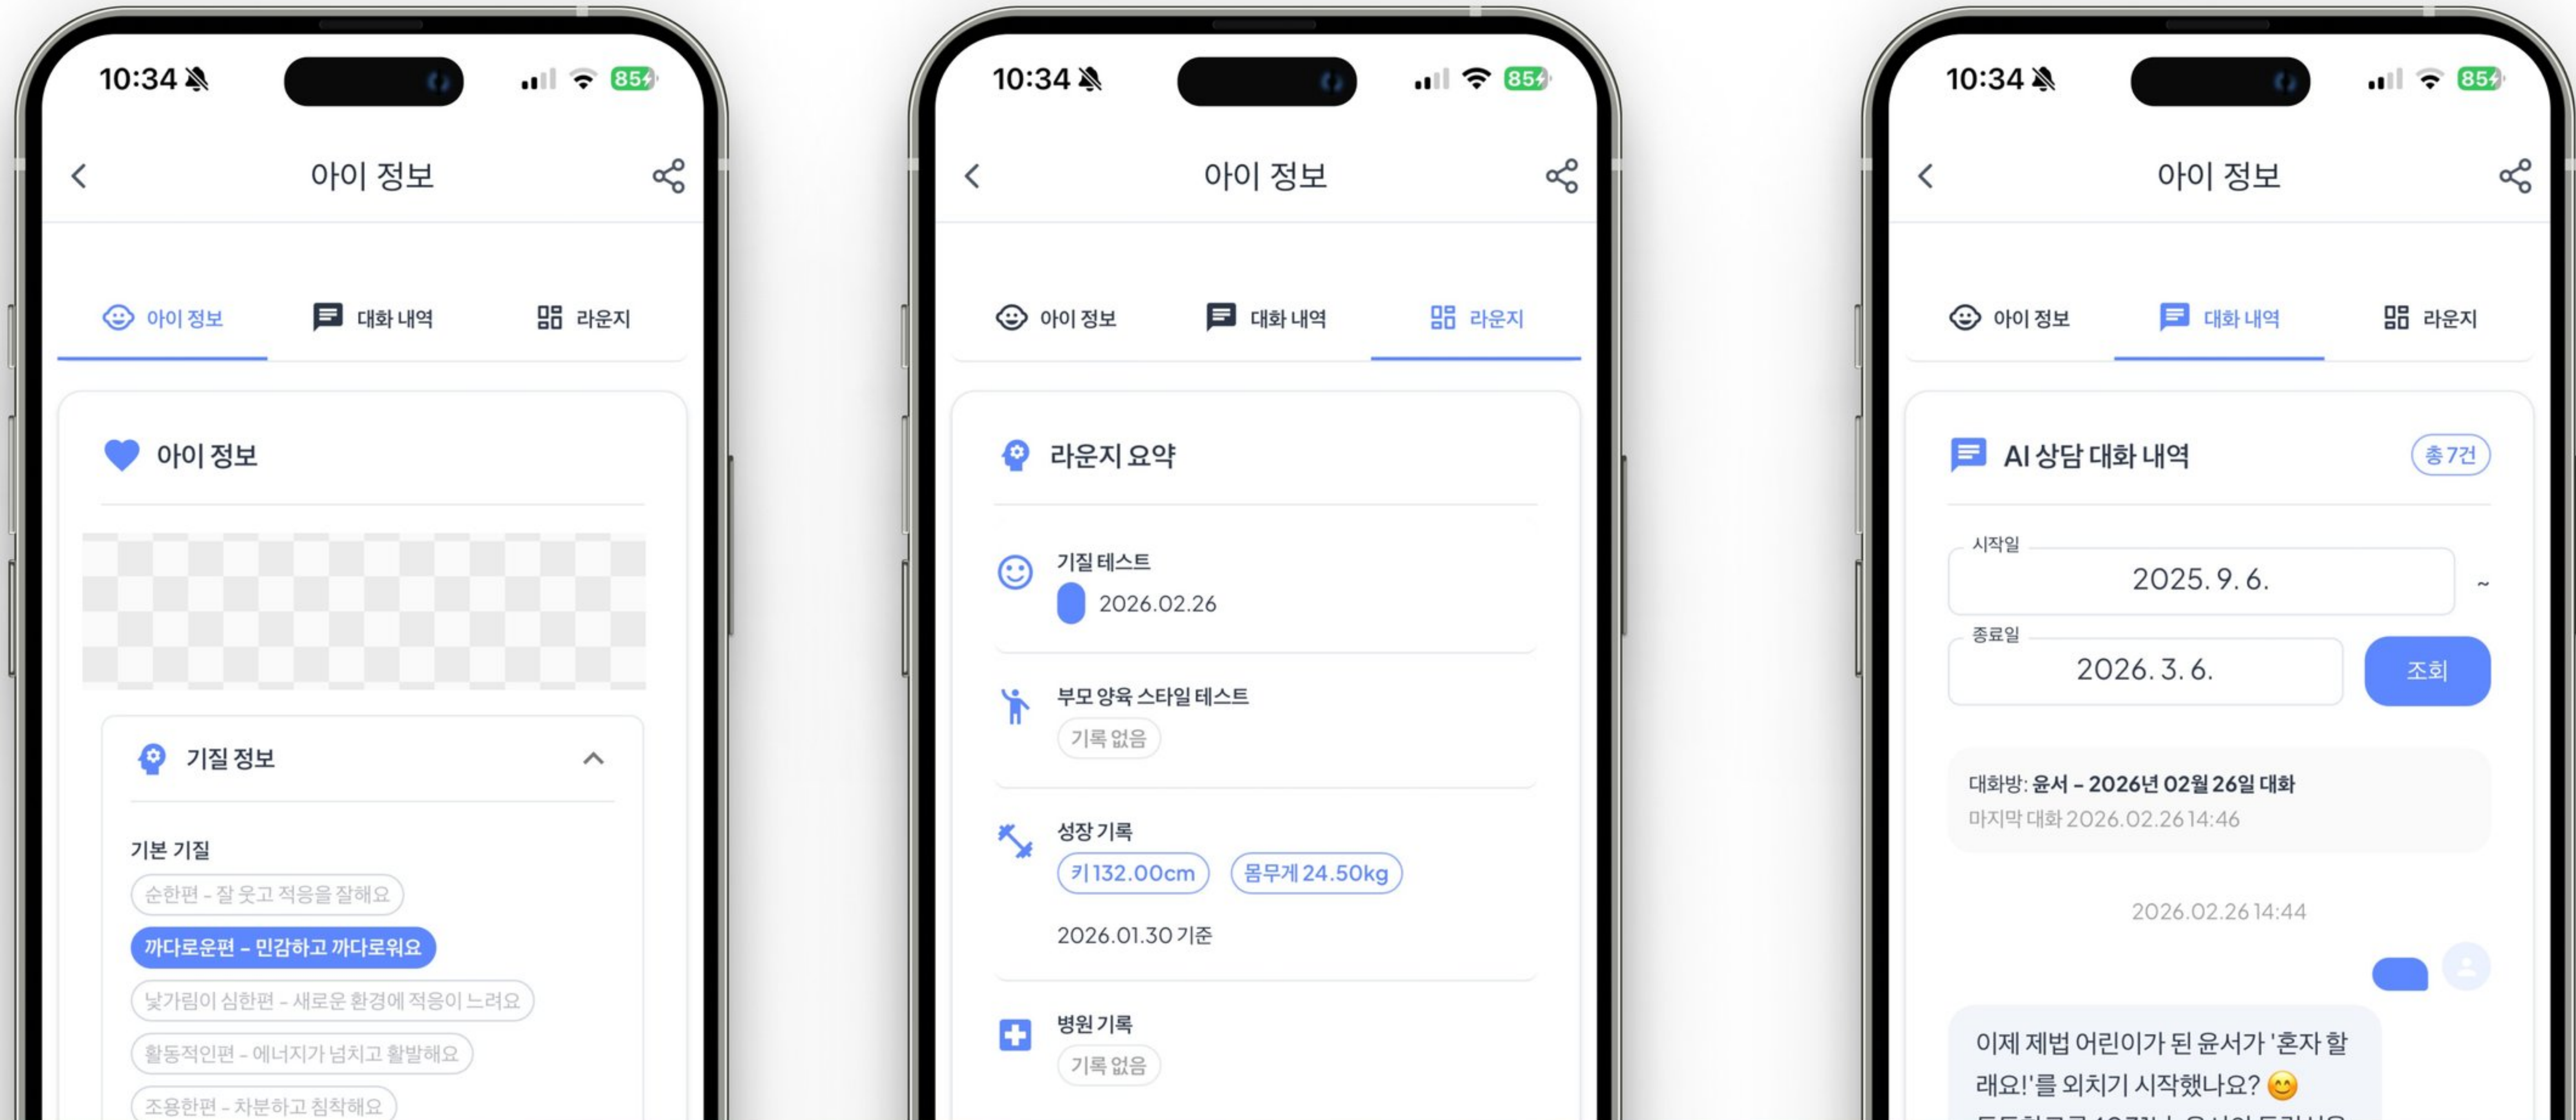 10:34
85
아이 정보
아이 정보
대화 내역
라운지
아이 정보
기질 정보
기본 기질
순한편 - 잘 웃고 적응을 잘해요
까다로운편 - 민감하고 까다로워요
낯가림이 심한편 - 새로운 환경에 적응이 느려요
활동적인편 - 에너지가 넘치고 활발해요
조용한편 - 차분하고 침착해요
10:34
85
아이 정보
아이 정보
대화 내역
라운지
라운지 요약
기질 테스트
2026.02.26
부모 양육 스타일 테스트
기록 없음
성장 기록
키 132.00cm
몸무게 24.50kg
2026.01.30 기준
병원 기록
기록 없음
10:34
85
아이 정보
아이 정보
대화 내역
라운지
AI 상담 대화 내역
총 7건
시작일
2025. 9. 6.
~
종료일
2026. 3. 6.
조회
대화방: 윤서 - 2026년 02월 26일 대화
마지막 대화 2026.02.26 14:46
2026.02.26 14:44
이제 제법 어린이가 된 윤서가 '혼자 할
래요!'를 외치기 시작했나요? 😊